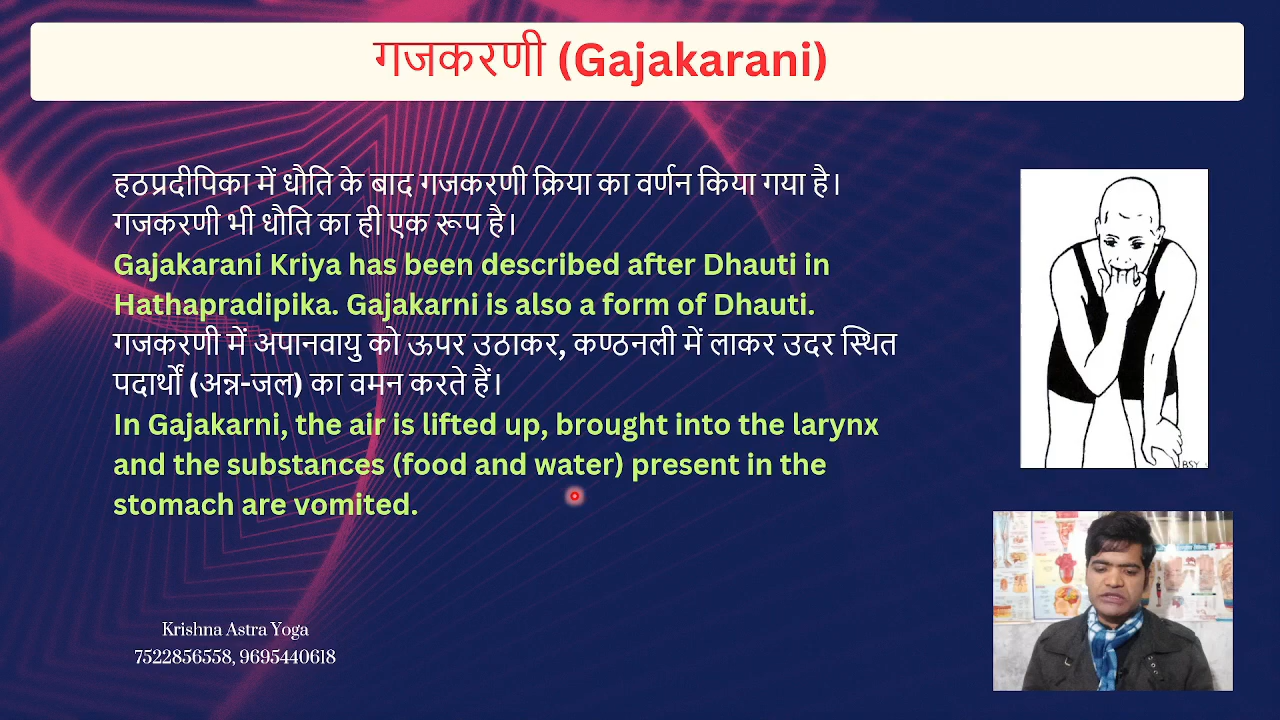 गजकरणी (Gajakarani)
हठप्रदीपिका में धौति के बाद गजकरणी क्रिया का वर्णन किया गया है।
गजकरणी भी धौति का ही एक रूप है।
Gajakarani Kriya has been described after Dhauti in
Hathapradipika. Gajakarni is also a form of Dhauti.
गजकरणी में अपानवायु को ऊपर उठाकर, कण्ठनली में लाकर उदर स्थित
पदार्थों (अन्न-जल) का वमन करते हैं।
In Gajakarni, the air is lifted up, brought into the larynx
and the substances (food and water) present in the
stomach are vomited.
BSY
Krishna Astra Yoga
7522856558, 9695440618